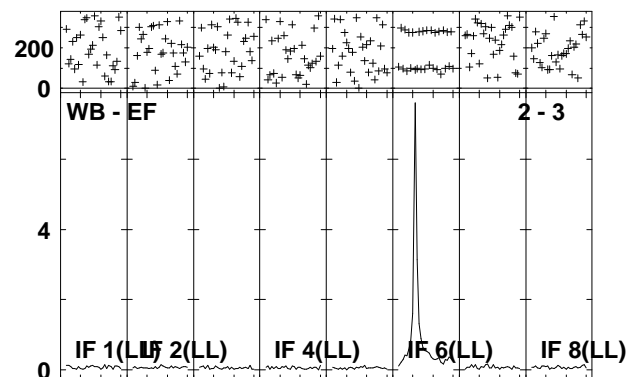 200
0
WB - EF 2 - 3
4
IF 1(LL) IF 2(LL) IF 4(LL) IF 6(LL) IF 8(LL)
0